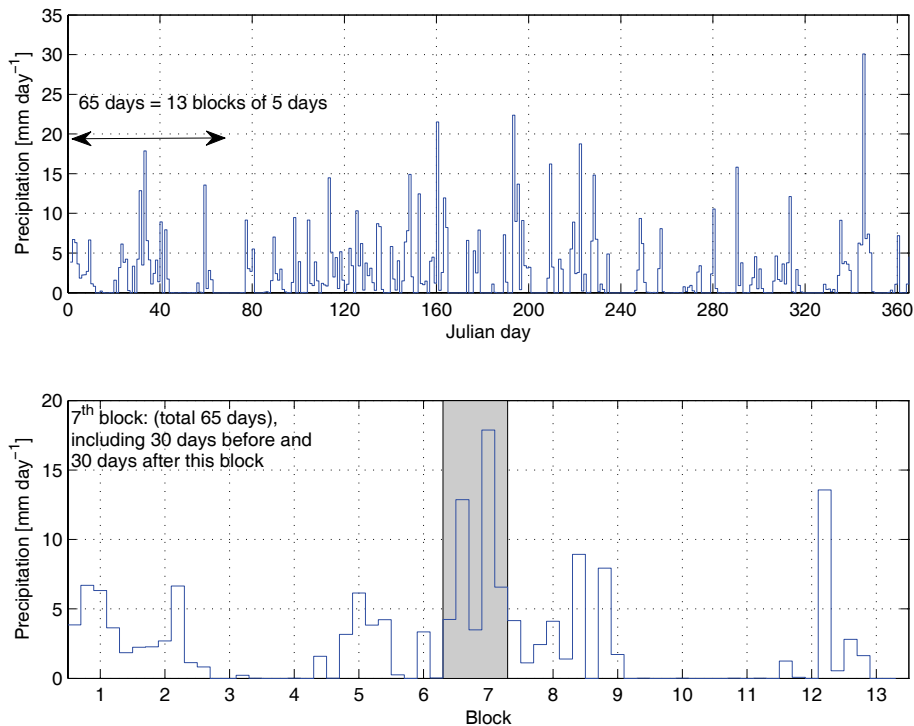 35
30
25
20
15
10
5
0
Precipitation [mm day⁻¹]
65 days = 13 blocks of 5 days
0 40 80 120 160 200 240 280 320 360
Julian day
20
15
10
5
0
Precipitation [mm day⁻¹]
7th block: (total 65 days),
including 30 days before and
30 days after this block
1 2 3 4 5 6 7 8 9 10 11 12 13
Block